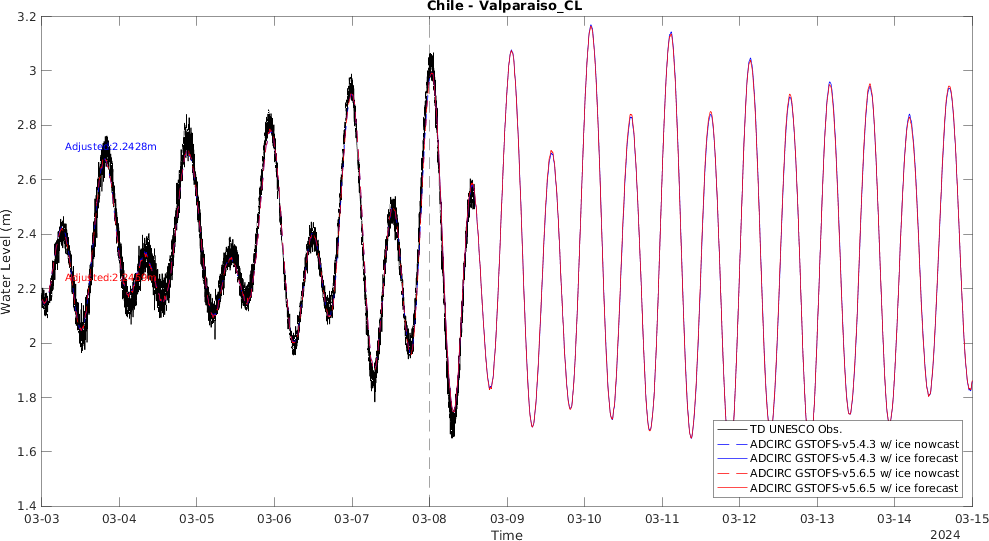 Chile - Valparaiso_CL
Water Level (m)
3.2
3
2.8
2.6
2.4
2.2
2
1.8
1.6
1.4
Adjusted:2.2428m
TD UNESCO Obs.
ADCIRC GSTOFS-v5.4.3 w/ ice nowcast
ADCIRC GSTOFS-v5.4.3 w/ ice forecast
ADCIRC GSTOFS-v5.6.5 w/ ice nowcast
ADCIRC GSTOFS-v5.6.5 w/ ice forecast
03-03 03-04 03-05 03-06 03-07 03-08 03-09 03-10 03-11 03-12 03-13 03-14 03-15
Time
2024